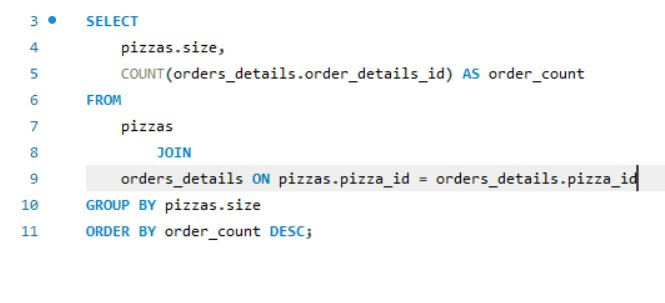 3 SELECT
4 pizzas.size,
5 COUNT(orders_details.order_details_id) AS order_count
6 FROM
7 pizzas
8 JOIN
9 orders_details ON pizzas.pizza_id = orders_details.pizza_id
10 GROUP BY pizzas.size
11 ORDER BY order_count DESC;